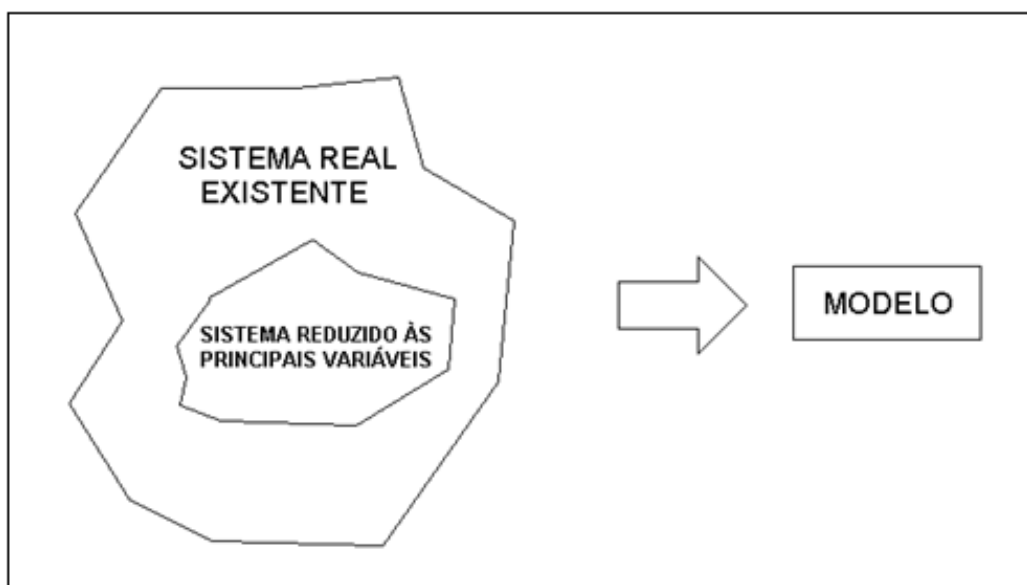 SISTEMA REAL
EXISTENTE
SISTEMA REDUZIDO ÀS
PRINCIPAIS VARIÁVEIS
MODELO